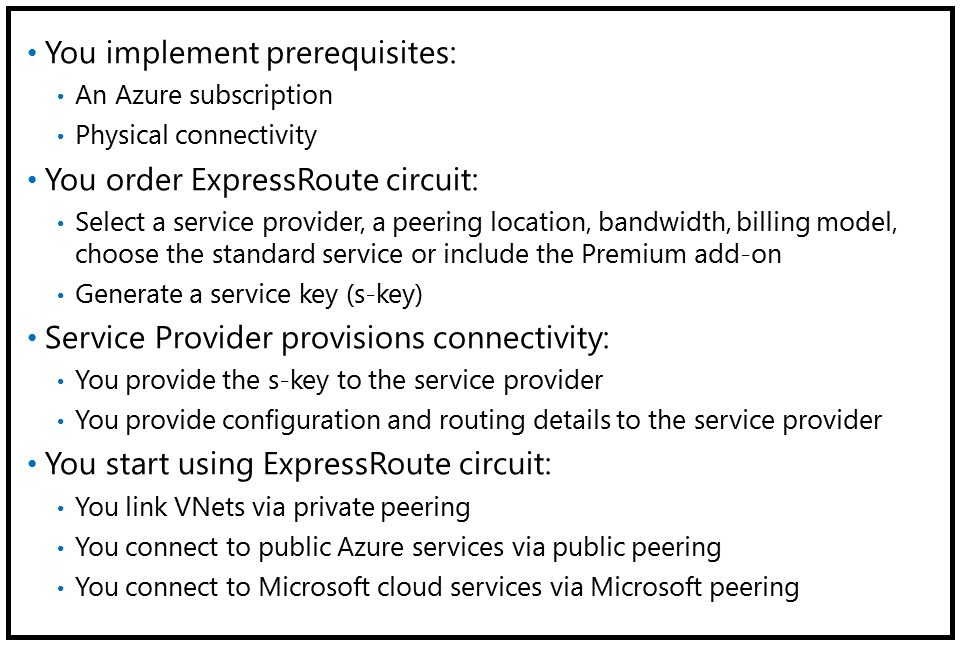 • You implement prerequisites:
• An Azure subscription
• Physical connectivity
• You order ExpressRoute circuit:
• Select a service provider, a peering location, bandwidth, billing model,
choose the standard service or include the Premium add-on
• Generate a service key (s-key)
• Service Provider provisions connectivity:
• You provide the s-key to the service provider
• You provide configuration and routing details to the service provider
• You start using ExpressRoute circuit:
• You link VNets via private peering
• You connect to public Azure services via public peering
• You connect to Microsoft cloud services via Microsoft peering